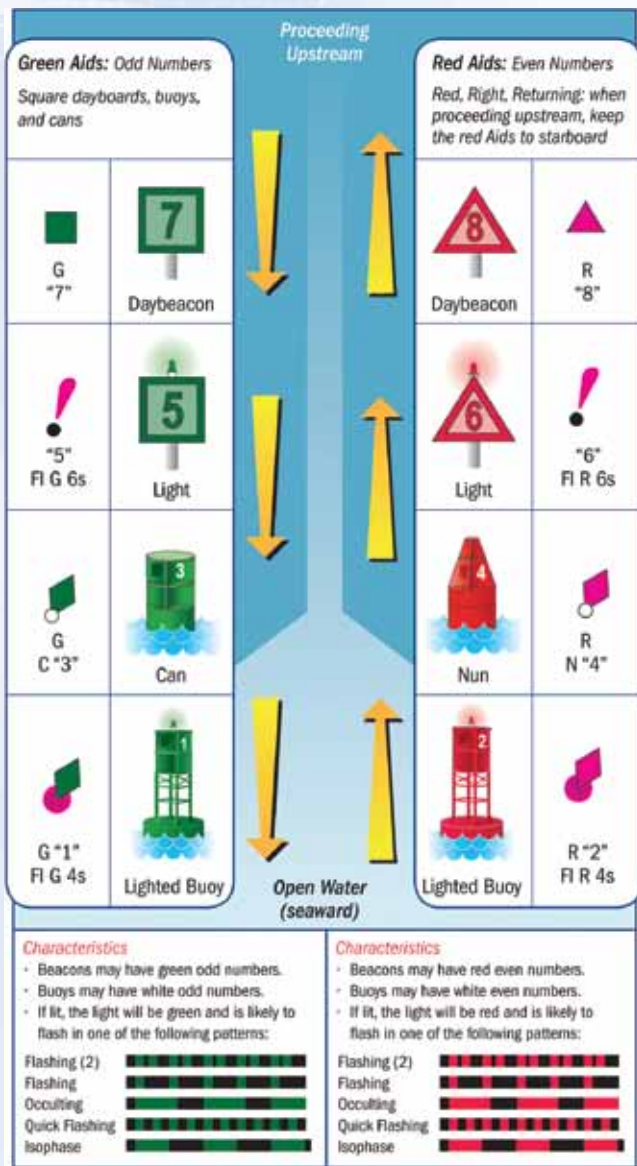 Proceeding
Upstream
Green Aids: Odd Numbers
Square dayboards, buoys,
and cans
G
"7"
7
Daybeacon
"5"
Fl G 6s
5
Light
G
C "3"
3
Can
G "1"
Fl G 4s
1
Lighted Buoy
Red Aids: Even Numbers
Red, Right, Returning: when
proceeding upstream, keep
the red Aids to starboard
8
Daybeacon
R
"8"
6
Light
"6"
Fl R 6s
4
Nun
R
N "4"
2
Lighted Buoy
R "2"
Fl R 4s
Open Water
(seaward)
Characteristics
· Beacons may have green odd numbers.
· Buoys may have white odd numbers.
· If lit, the light will be green and is likely to
flash in one of the following patterns:
Flashing (2)
Flashing
Occulting
Quick Flashing
Isophase
Characteristics
· Beacons may have red even numbers.
· Buoys may have white even numbers.
· If lit, the light will be red and is likely to
flash in one of the following patterns:
Flashing (2)
Flashing
Occulting
Quick Flashing
Isophase